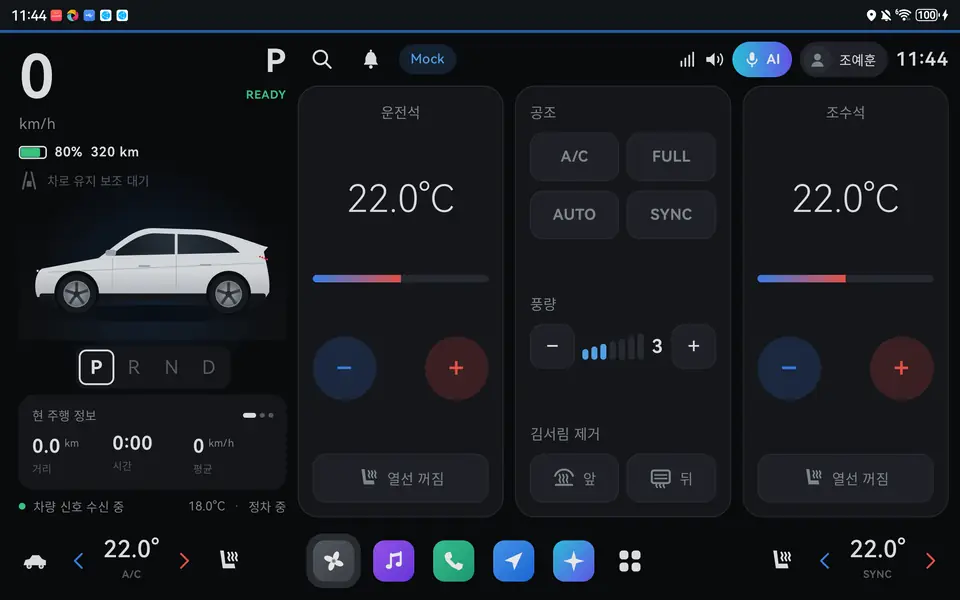 11:44
100
0
P
READY
km/h
80% 320 km
차로 유지 보조 대기
P R N D
현 주행 정보
0.0 km
0:00
0 km/h
거리
시간
평균
차량 신호 수신 중
18.0°C · 정차 중
Mock
AI
조예훈
11:44
운전석
22.0°C
−
+
열선 꺼짐
공조
A/C
FULL
AUTO
SYNC
풍량
− 3 +
김서림 제거
앞
뒤
조수석
22.0°C
−
+
열선 꺼짐
22.0°
A/C
22.0°
SYNC